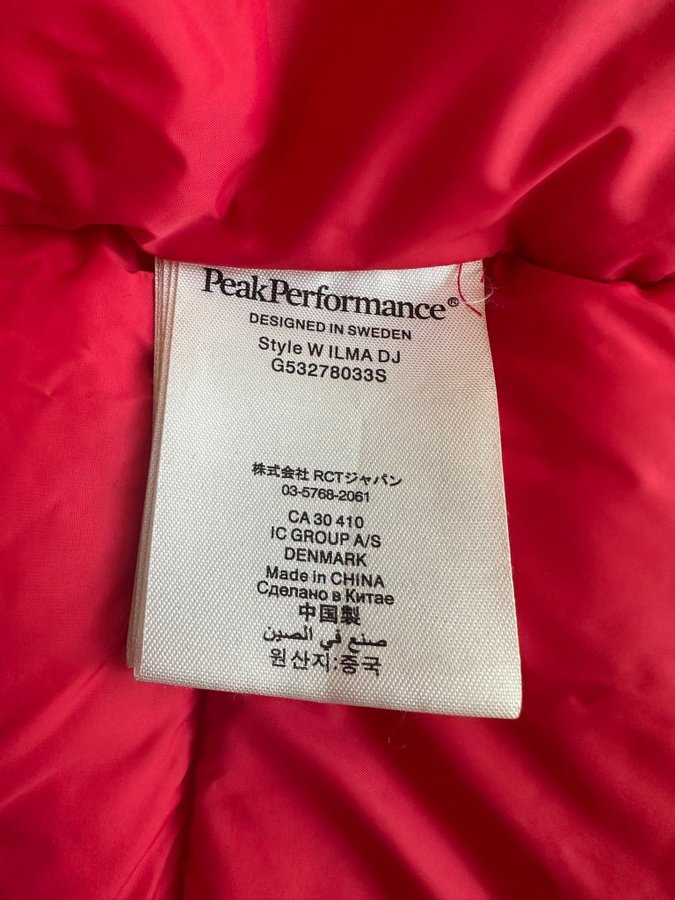 PeakPerformance®
DESIGNED IN SWEDEN
Style W ILMA DJ
G53278033S
株式会社 RCTジャパン
03-5768-2061
CA 30 410
IC GROUP A/S
DENMARK
Made in CHINA
Сделано в Китае
中国製
صنع في الصين
원산지:중국